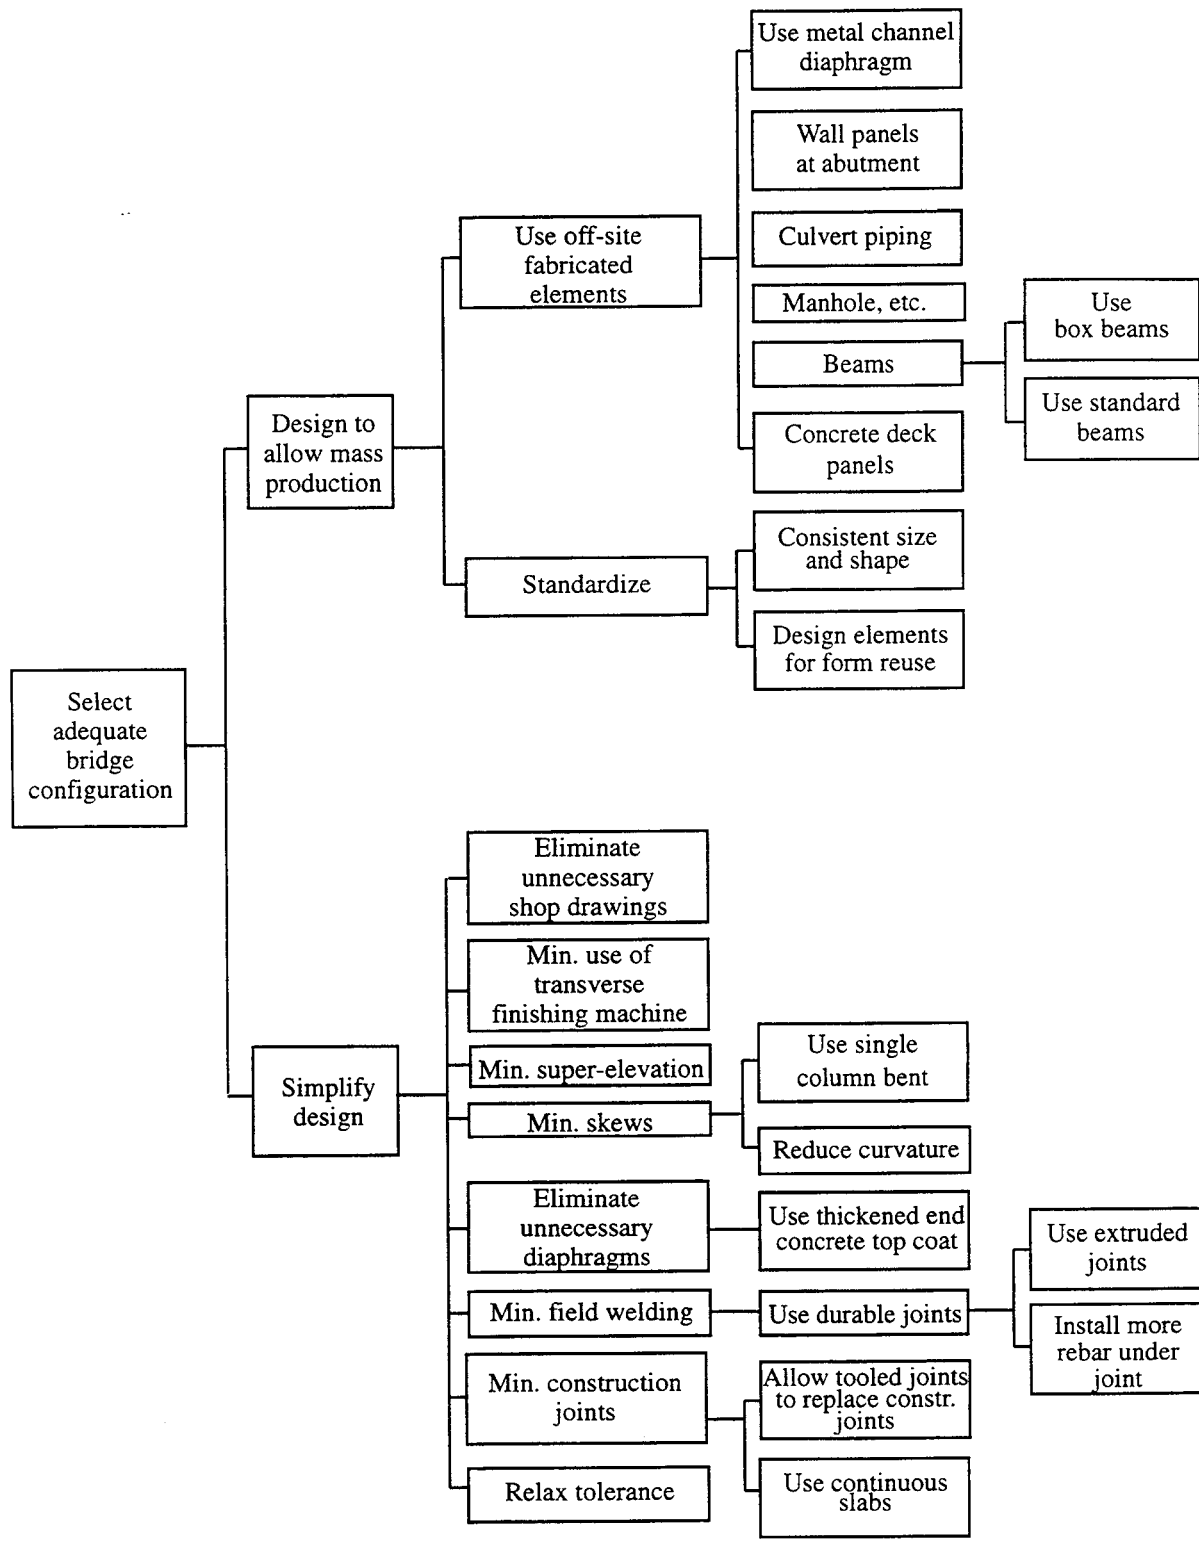 Use metal channel
diaphragm
Wall panels
at abutment
Use off-site
fabricated
elements
Culvert piping
Manhole, etc.
Use
box beams
Beams
Use standard
beams
Design to
allow mass
production
Concrete deck
panels
Consistent size
and shape
Standardize
Design elements
for form reuse
Select
adequate
bridge
configuration
Eliminate
unnecessary
shop drawings
Min. use of
transverse
finishing machine
Use single
column bent
Min. super-elevation
Simplify
design
Min. skews
Reduce curvature
Eliminate
unnecessary
diaphragms
Use thickened end
concrete top coat
Use extruded
joints
Min. field welding
Use durable joints
Install more
rebar under
joint
Min. construction
joints
Allow tooled joints
to replace constr.
joints
Relax tolerance
Use continuous
slabs